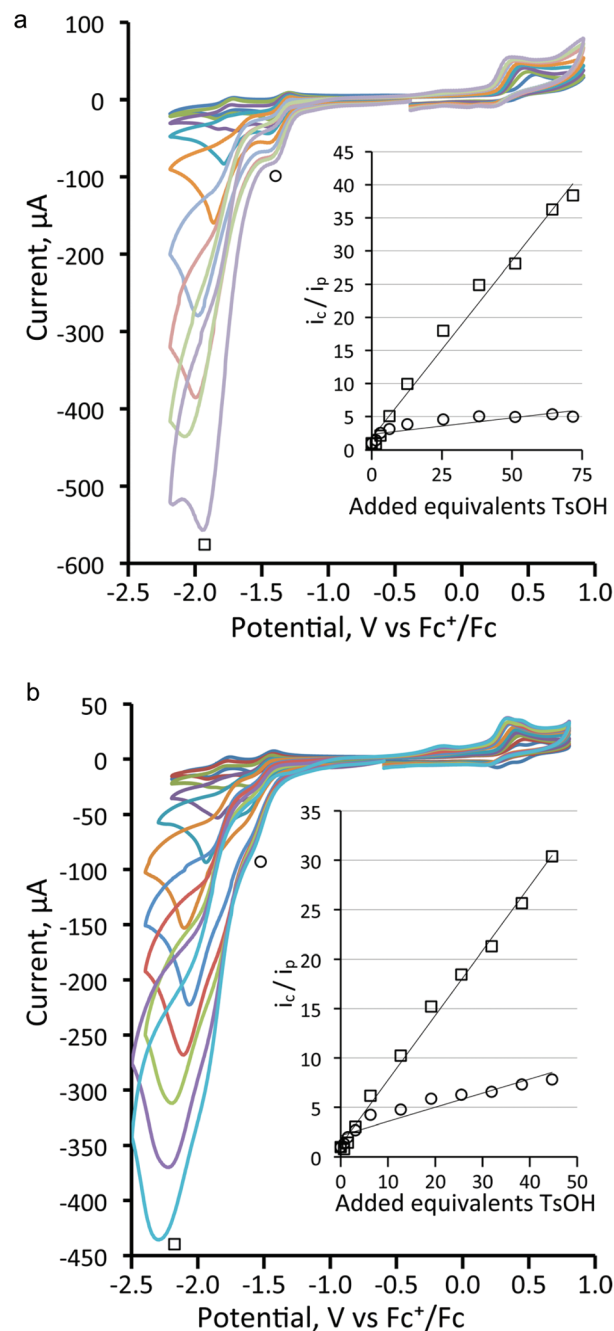 a
100
0
-100
-200
-300
-400
-500
-600
Current, µA
-2.5 -2.0 -1.5 -1.0 -0.5 0.0 0.5 1.0
Potential, V vs Fc⁺/Fc
45
40
35
30
25
20
15
10
5
0
i_c / i_p
0 25 50 75
Added equivalents TsOH
b
50
0
-50
-100
-150
-200
-250
-300
-350
-400
-450
Current, µA
-2.5 -2.0 -1.5 -1.0 -0.5 0.0 0.5 1.0
Potential, V vs Fc⁺/Fc
35
30
25
20
15
10
5
0
i_c / i_p
0 10 20 30 40 50
Added equivalents TsOH